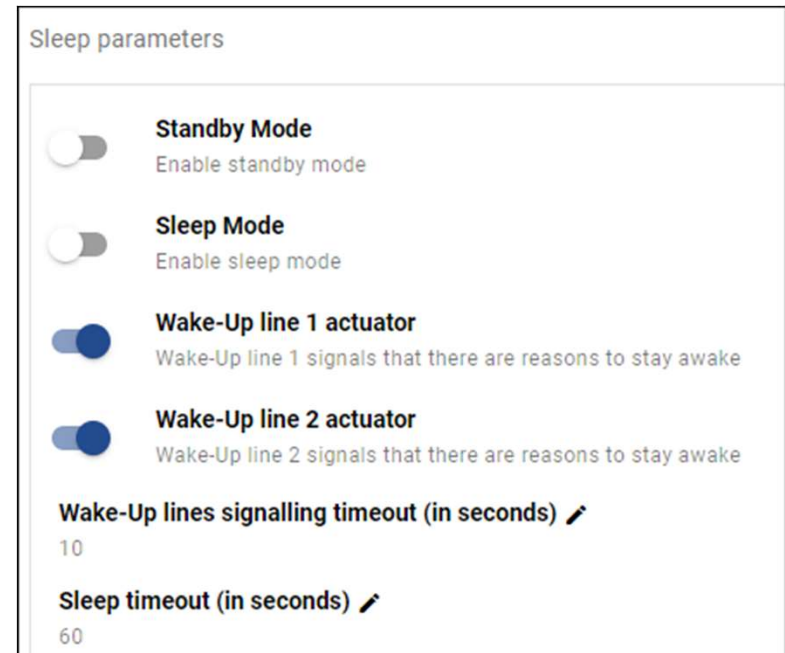 Sleep parameters
Standby Mode
Enable standby mode
Sleep Mode
Enable sleep mode
Wake-Up line 1 actuator
Wake-Up line 1 signals that there are reasons to stay awake
Wake-Up line 2 actuator
Wake-Up line 2 signals that there are reasons to stay awake
Wake-Up lines signalling timeout (in seconds)
10
Sleep timeout (in seconds)
60